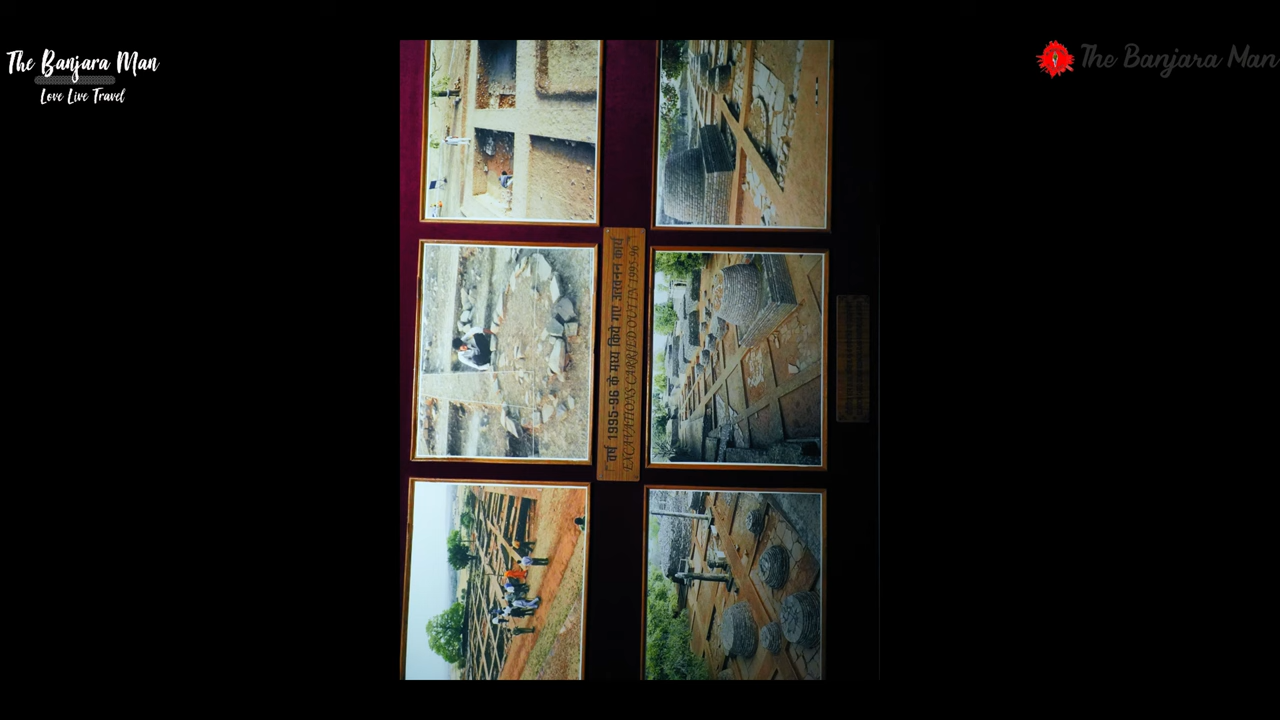 The Banjara Man
Love Live Travel
The Banjara Man
वर्ष 1995-96 के मध्य किये गए उत्खनन कार्य
EXCAVATIONS CARRIED OUT IN 1995-96